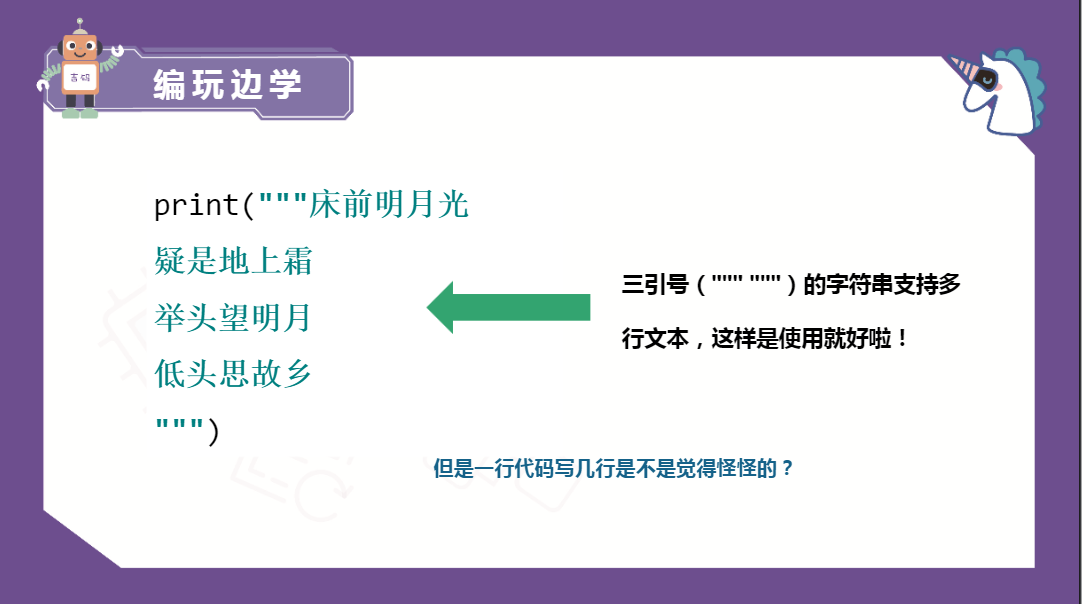 吉码
编玩边学
print("""床前明月光
疑是地上霜
举头望明月
低头思故乡
""")
三引号（""" """）的字符串支持多
行文本，这样是使用就好啦！
但是一行代码写几行是不是觉得怪怪的？